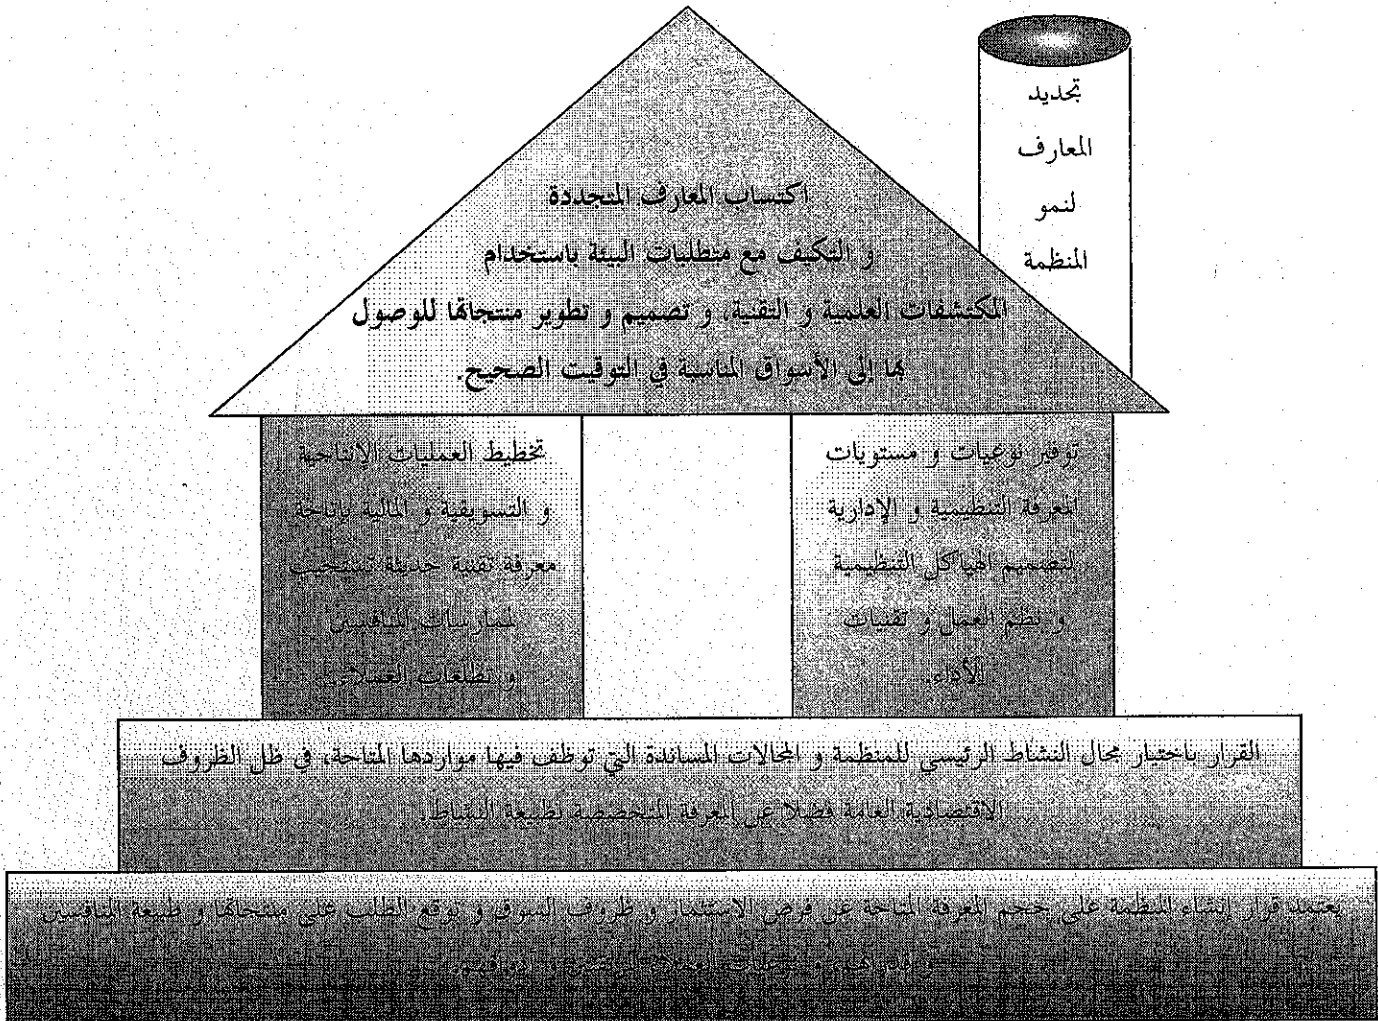 تجديد
المعارف
لنمو
المنظمة
اكتساب المعارف المتجددة
و التكيف مع متطلبات البيئة باستخدام
المكتشفات العلمية و التقنية، و تصميم و تطوير منتجاتها للوصول
بها إلى الأسواق المناسبة في التوقيت الصحيح.
توفير نوعيات و مستويات
المعرفة التنظيمية و الإدارية
لتصميم الهياكل التنظيمية
و نظم العمل و تقنيات
الأداء.
تخطيط العمليات الإنتاجية
و التسويقية و المالية بإتاحة
معرفة تقنية حديثة تستجيب
لممارسات المنافسين
و تطلعات العملاء.
القرار باختيار مجال النشاط الرئيسي للمنظمة و المجالات المساندة التي توظف فيها مواردها المتاحة، في ظل الظروف
الاقتصادية العامة فضلا عن المعرفة المتخصصة لطبيعة النشاط.
يعتمد قرار إنشاء المنظمة على حجم المعرفة المتاحة عن فرص الاستثمار و ظروف السوق و توقع الطلب على منتجاتها و طبيعة المنافسين